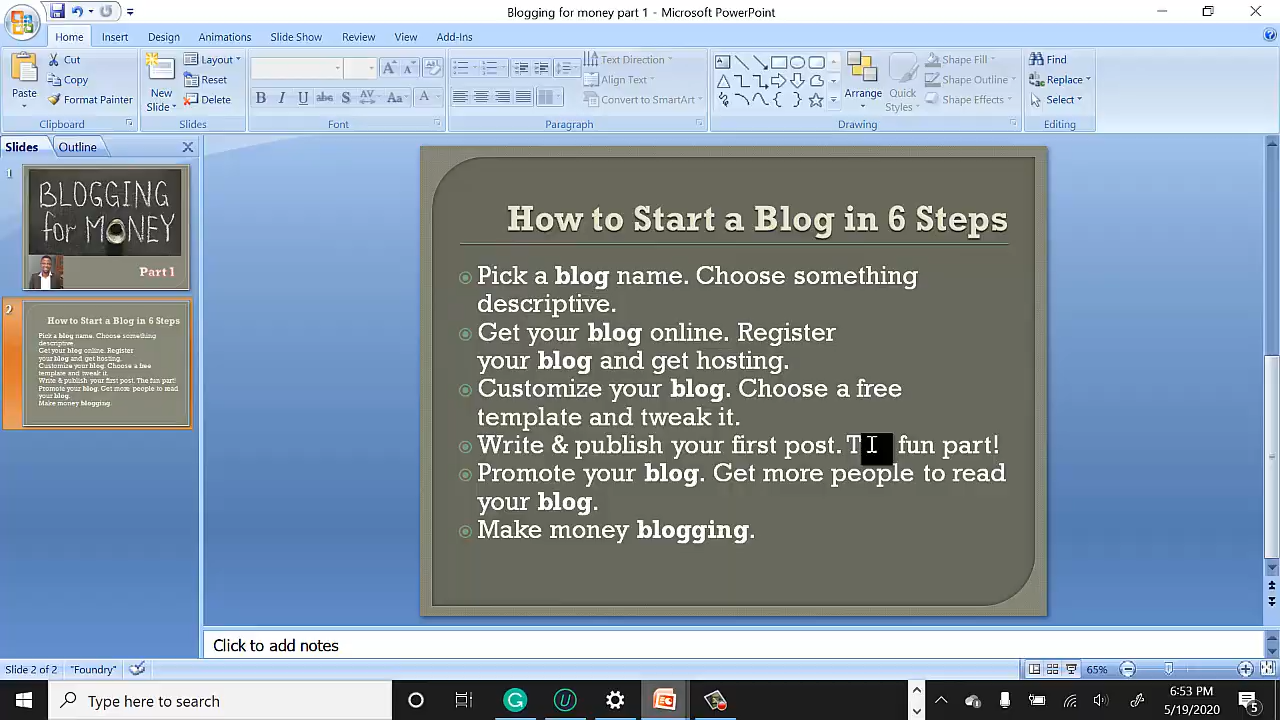 Blogging for money part 1 - Microsoft PowerPoint
Home Insert Design Animations Slide Show Review View Add-Ins
Paste
Cut
Copy
Format Painter
Clipboard
New Slide
Layout
Reset
Delete
Slides
B I U abc S AV Aa A
Font
Text Direction
Align Text
Convert to SmartArt
Paragraph
Arrange
Quick Styles
Shape Fill
Shape Outline
Shape Effects
Drawing
Find
Replace
Select
Editing
Slides Outline
1
BLOGGING
for MONEY
Part 1
2
How to Start a Blog in 6 Steps
Pick a blog name. Choose something
descriptive.
Get your blog online. Register
your blog and get hosting.
Customize your blog. Choose a free
template and tweak it.
Write & publish your first post. The fun part!
Promote your blog. Get more people to read
your blog.
Make money blogging.
How to Start a Blog in 6 Steps
Pick a blog name. Choose something
descriptive.
Get your blog online. Register
your blog and get hosting.
Customize your blog. Choose a free
template and tweak it.
Write & publish your first post. T fun part!
Promote your blog. Get more people to read
your blog.
Make money blogging.
Click to add notes
Slide 2 of 2 "Foundry" 65%
Type here to search
6:53 PM
5/19/2020
5